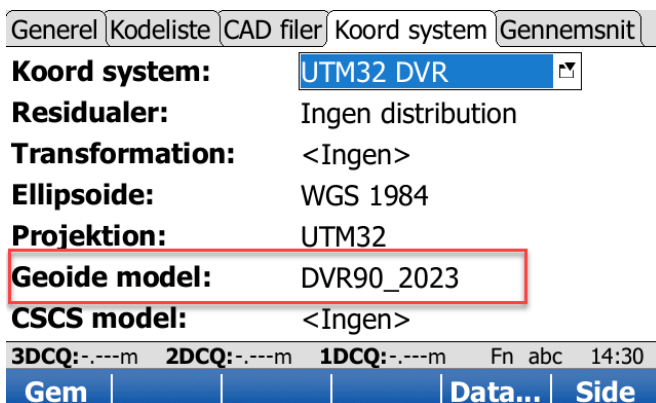 Generel Kodeliste CAD filer Koord system Gennemsnit
Koord system: UTM32 DVR
Residualer: Ingen distribution
Transformation: <Ingen>
Ellipsoide: WGS 1984
Projektion: UTM32
Geoide model: DVR90_2023
CSCS model: <Ingen>
3DCQ:-.---m 2DCQ:-.---m 1DCQ:-.---m Fn abc 14:30
Gem Data... Side